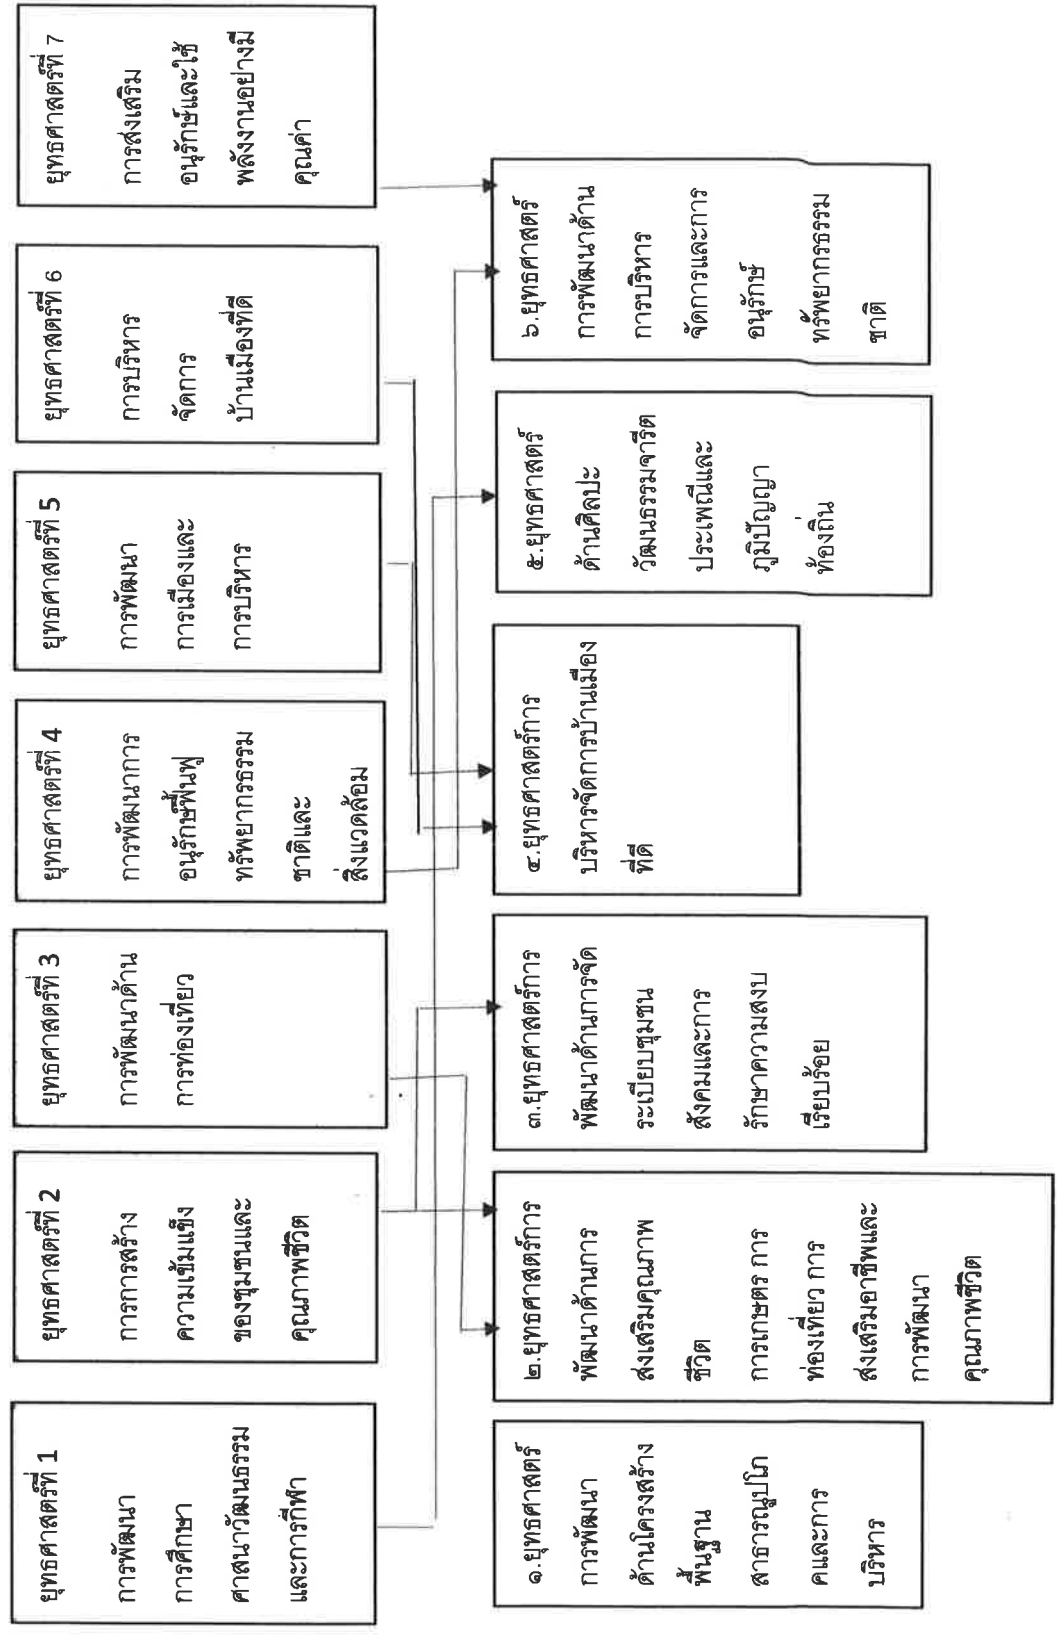 ยุทธศาสตร์ที่ 1
การพัฒนา
การศึกษา
ศาสนาวัฒนธรรม
และการกีฬา
ยุทธศาสตร์ที่ 2
การการสร้าง
ความเข้มแข็ง
ของชุมชนและ
คุณภาพชีวิต
ยุทธศาสตร์ที่ 3
การพัฒนาด้าน
การท่องเที่ยว
ยุทธศาสตร์ที่ 4
การพัฒนาการ
อนุรักษ์ฟื้นฟู
ทรัพยากรธรรม
ชาติและ
สิ่งแวดล้อม
ยุทธศาสตร์ที่ 5
การพัฒนา
การเมืองและ
การบริหาร
ยุทธศาสตร์ที่ 6
การบริหาร
จัดการ
บ้านเมืองที่ดี
ยุทธศาสตร์ที่ 7
การส่งเสริม
อนุรักษ์และใช้
พลังงานอย่างมี
คุณค่า
๑.ยุทธศาสตร์
การพัฒนา
ด้านโครงสร้าง
พื้นฐาน
สาธารณูปโภ
คและการ
บริหาร
๒.ยุทธศาสตร์การ
พัฒนาด้านการ
ส่งเสริมคุณภาพ
ชีวิต
การเกษตร การ
ท่องเที่ยว การ
ส่งเสริมอาชีพและ
การพัฒนา
คุณภาพชีวิต
๓.ยุทธศาสตร์การ
พัฒนาด้านการจัด
ระเบียบชุมชน
สังคมและการ
รักษาความสงบ
เรียบร้อย
๔.ยุทธศาสตร์การ
บริหารจัดการบ้านเมือง
ที่ดี
๕.ยุทธศาสตร์
ด้านศิลปะ
วัฒนธรรมจารีต
ประเพณีและ
ภูมิปัญญา
ท้องถิ่น
๖.ยุทธศาสตร์
การพัฒนาด้าน
การบริหาร
จัดการและการ
อนุรักษ์
ทรัพยากรธรรม
ชาติ